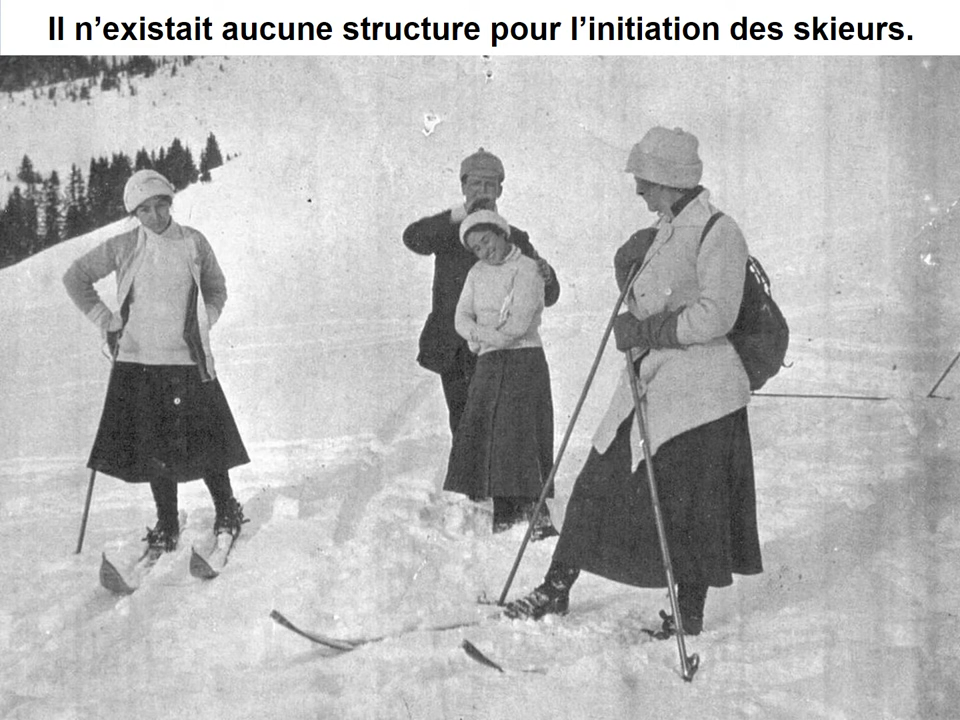 Il n’existait aucune structure pour l’initiation des skieurs.